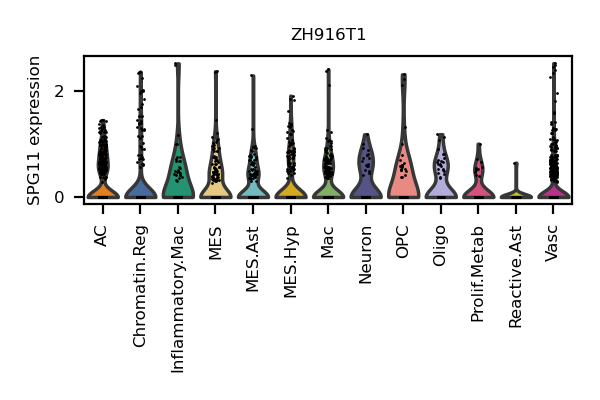 ZH916T1
SPG11 expression
2
0
AC
Chromatin.Reg
Inflammatory.Mac
MES
MES.Ast
MES.Hyp
Mac
Neuron
OPC
Oligo
Prolif.Metab
Reactive.Ast
Vasc